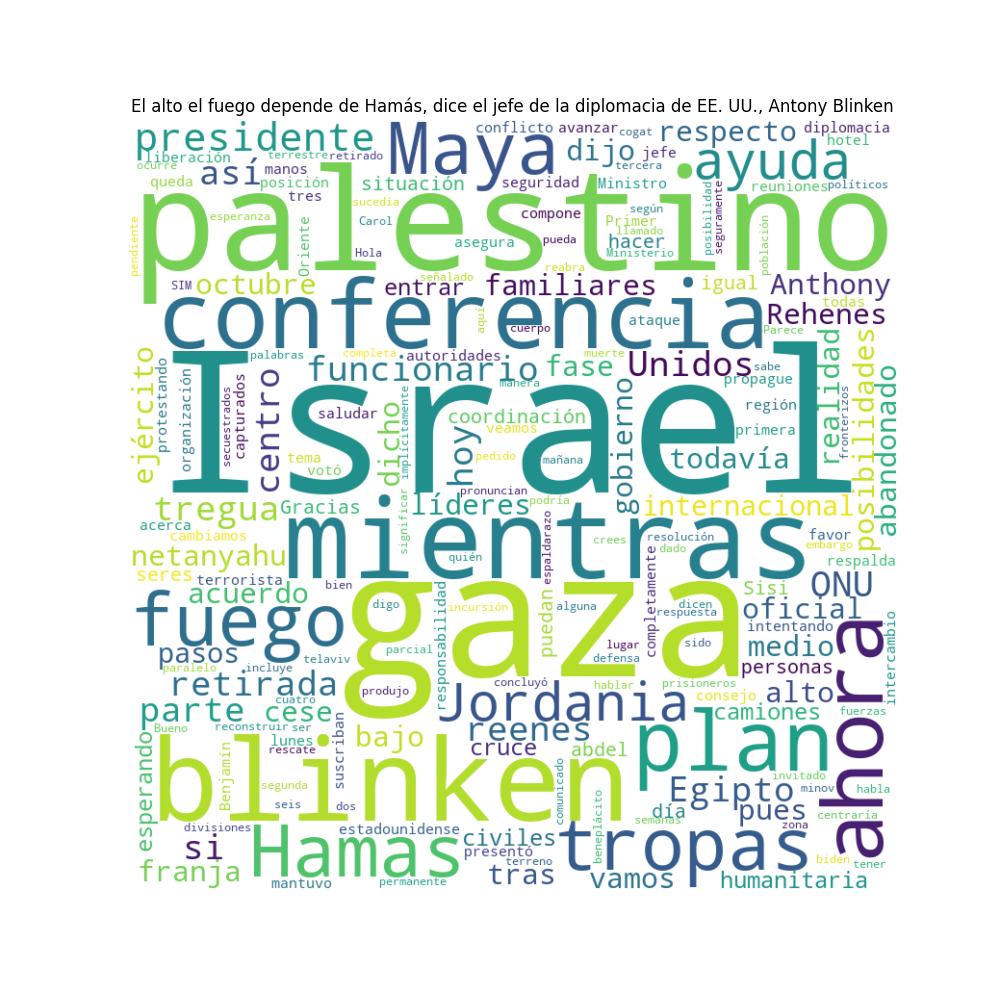 El alto el fuego depende de Hamás, dice el jefe de la diplomacia de EE. UU., Antony Blinken
presidente
Maya
conflicto
avanzar
cogat
respecto
diplomacia
hotel
liberación
terrestre
retirado
dijo
jefe
tercera
ayuda
ocurre
así
manos
queda
posición
situación
seguridad
Ministro
reuniones
políticos
tres
sucedía
palestino
esperanza
Carol
compone
según
Primer
llamado
posibilidad
seguramente
pendiente
Oriente
Hola
asegura
pueda
hacer
Ministerio
población
SIM
octubre
señalado
entrar
reabra
familiares
igual
Anthony
todas
Rehenes
conferencia
aquí
cuerpo
ataque
Parece
ejército
protestando
palabras
completa
autoridades
muerte
funcionario
fase
Unidos
sabe
manera
propague
realidad
posibilidades
organización
secuestrados
capturados
centro
Israel
saludar
dicho
implícitamente
coordinación
gobierno
región
primera
fronterizos
abandonado
tema
votó
hoy
veamos
pedido
mañana
todavía
tregua
Gracias
significar
líderes
pronuncian
podría
internacional
acerca
cambiamos
mientras
quién
espaldarazo
crees
resolución
dado
favor
embargo
netanyahu
respalda
seres
terrorista
bien
completamente
Sisi
ONU
acuerdo
gaza
fuego
digo
incursión
alguna
puedan
dicen
respuesta
oficial
intercambio
responsabilidad
lugar
sido
intentando
pasos
parcial
defensa
medio
paralelo
incluye
telaviv
concluyó
personas
retirada
produjo
cuatro
hablar
prisioneros
consejo
alto
ahora
parte
cese
Jordania
camiones
fuerzas
Bueno
reconstruir
ser
suscriban
reenes
plan
esperando
lunes
rescate
bajo
cruce
abdel
Benjamín
blinken
comunicado
invitado
segunda
Egipto
minov
habla
seis
dos
día
pues
centraría
semanas
divisiones
estadounidense
civiles
beneplácito
tropas
zona
si
Hamas
presentó
terreno
biden
tener
franja
mantuvo
permanente
tras
vamos
humanitaria